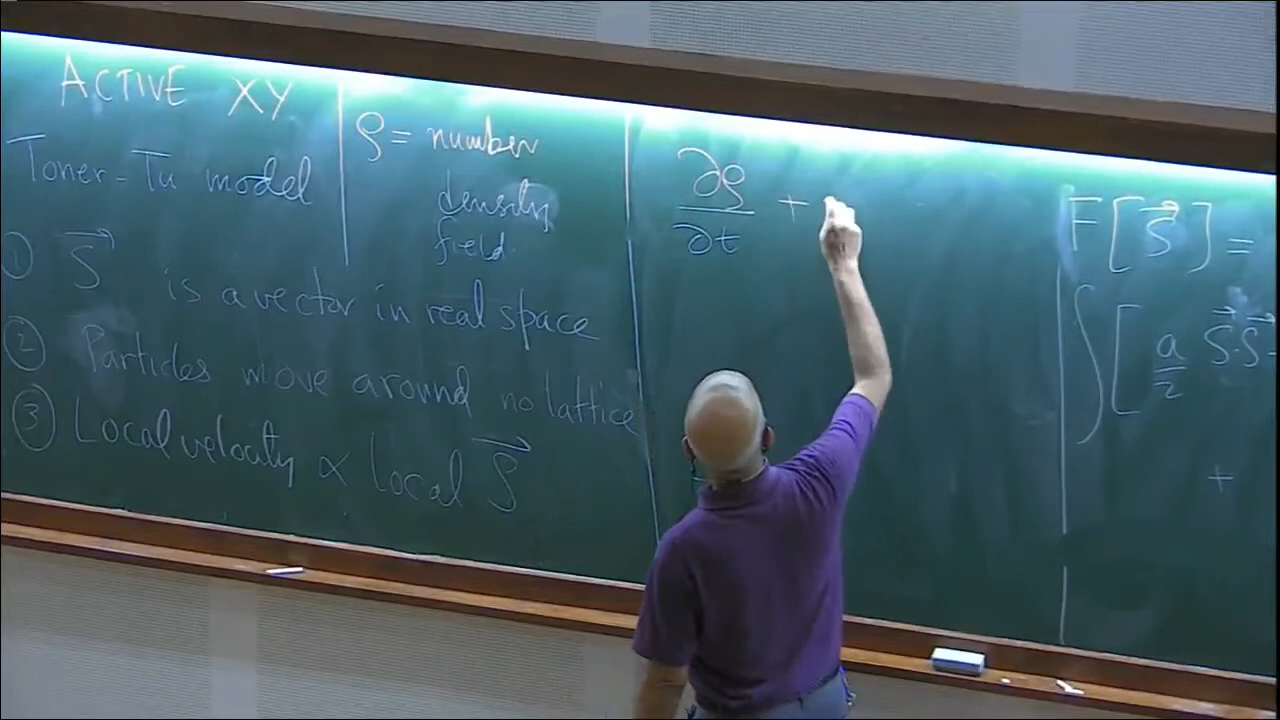 ACTIVE XY
Toner-Tu model
① S⃗ is a vector in real space
② Particles move around no lattice
③ Local velocity ∝ Local S⃗
ρ = number
density
field
∂ρ/∂t +
F[S⃗] =
∫ [ a/2 S⃗·S⃗
+